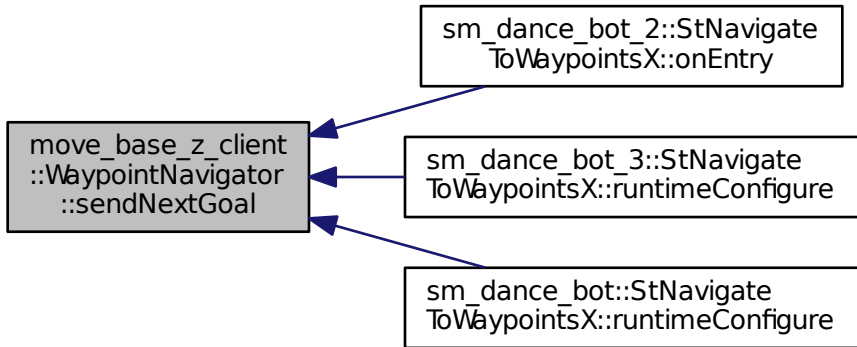 move_base_z_client
::WaypointNavigator
::sendNextGoal
sm_dance_bot_2::StNavigate
ToWaypointsX::onEntry
sm_dance_bot_3::StNavigate
ToWaypointsX::runtimeConfigure
sm_dance_bot::StNavigate
ToWaypointsX::runtimeConfigure